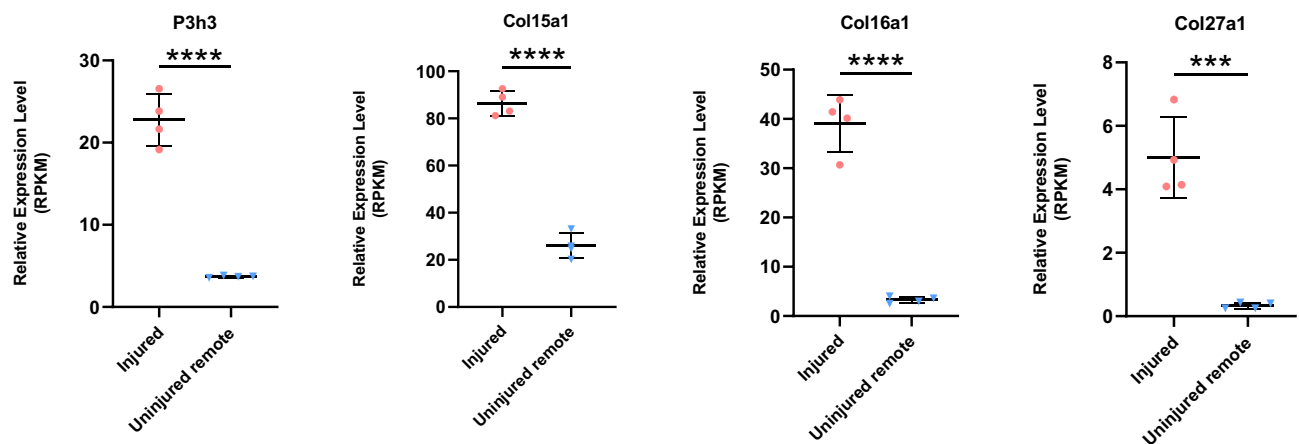 P3h3
****
Relative Expression Level
(RPKM)
30
20
10
0
Injured
Uninjured remote
Col15a1
****
Relative Expression Level
(RPKM)
100
80
60
40
20
0
Injured
Uninjured remote
Col16a1
****
Relative Expression Level
(RPKM)
50
40
30
20
10
0
Injured
Uninjured remote
Col27a1
***
Relative Expression Level
(RPKM)
8
6
4
2
0
Injured
Uninjured remote